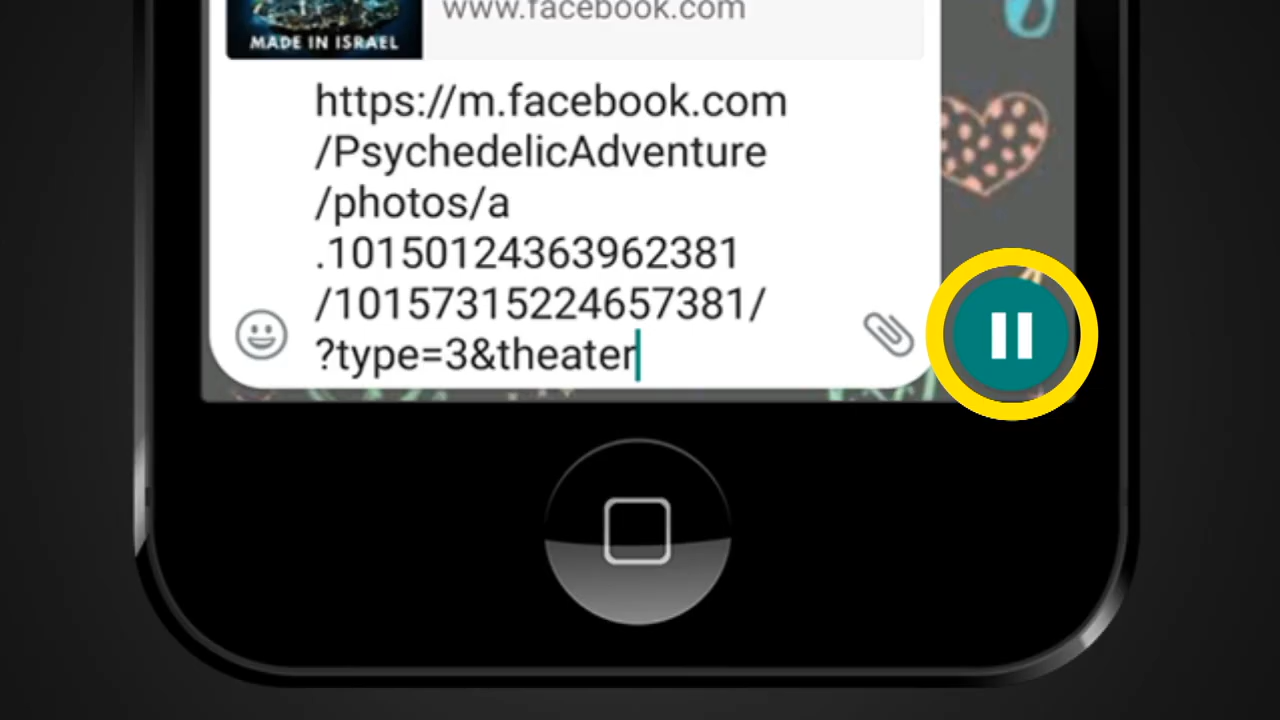 www.facebook.com
MADE IN ISRAEL
https://m.facebook.com
/PsychedelicAdventure
/photos/a
.10150124363962381
/10157315224657381/
?type=3&theater